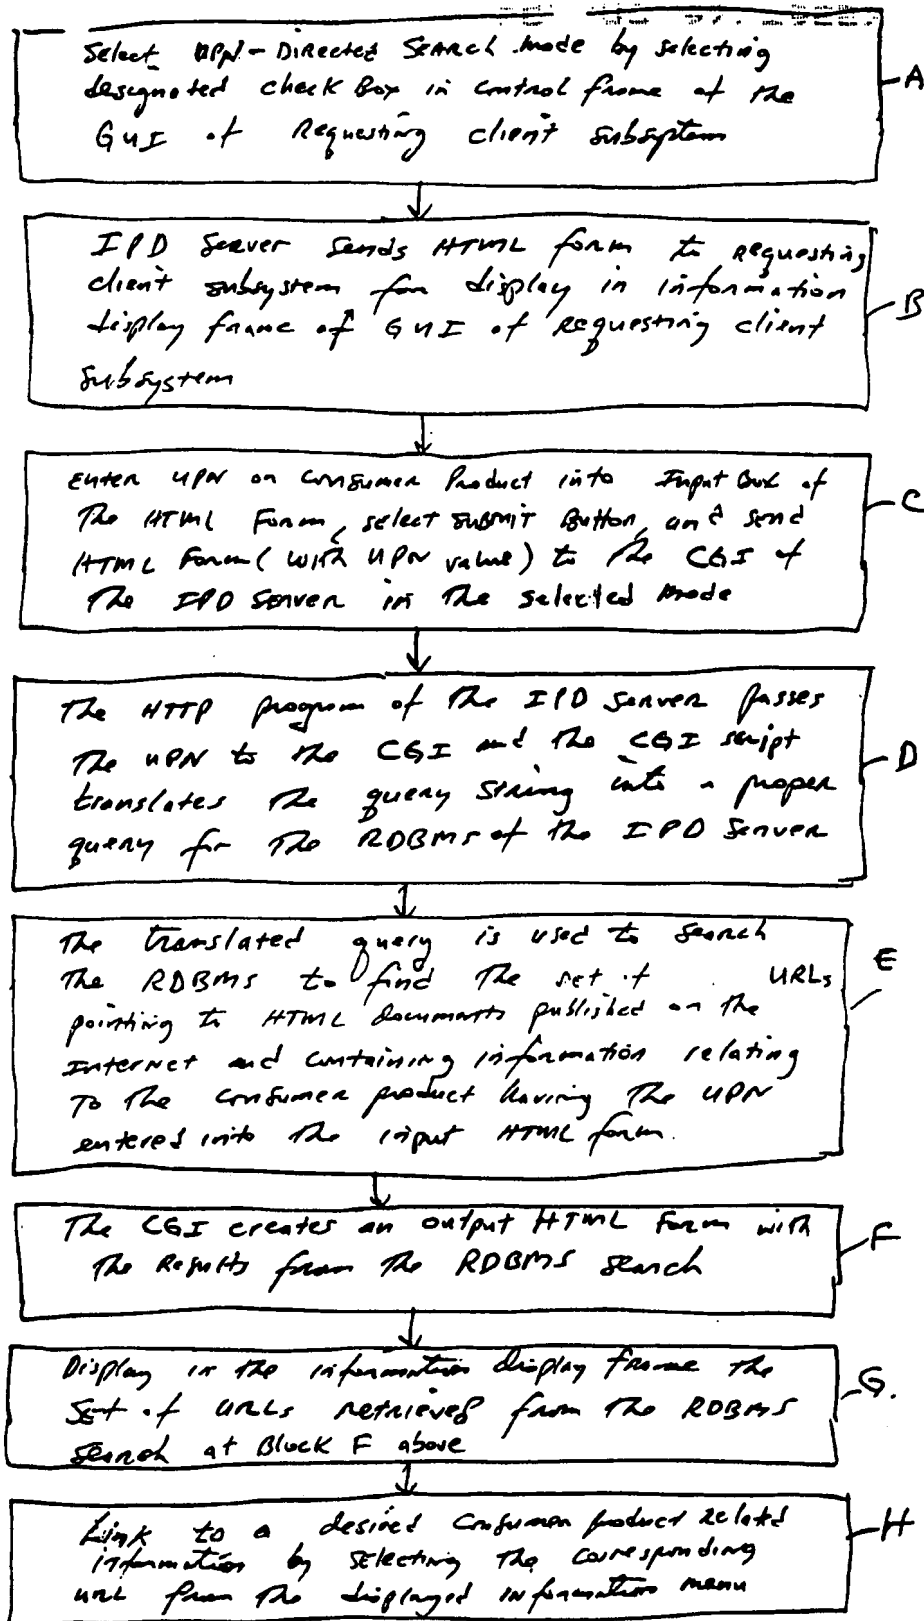 Select UPN-Directed Search mode by selecting
designated check Box in control frame of the
GUI of Requesting client subsystem
A
IPD Server sends HTML form to requesting
client subsystem for display in information
display frame of GUI of requesting client
subsystem
B
Enter UPN on Consumer Product into Input Box of
The HTML Form, select submit Button, and send
HTML Form (with UPN value) to the CGI of
The IPD Server in the selected mode
C
The HTTP program of the IPD Server passes
The UPN to the CGI and the CGI script
translates the query string into a proper
query for the RDBMS of the IPD Server
D
The translated query is used to search
the RDBMS to find the set of URLs
pointing to HTML documents published on the
Internet and containing information relating
To the consumer product having the UPN
entered into the input HTML form.
E
The CGI creates an output HTML Form with
the Results from the RDBMS search
F
Display in the information display frame the
Set of URLs retrieved from the RDBMS
search at Block F above
G.
Link to a desired Consumer product related
information by selecting the corresponding
URL from the displayed information menu
H